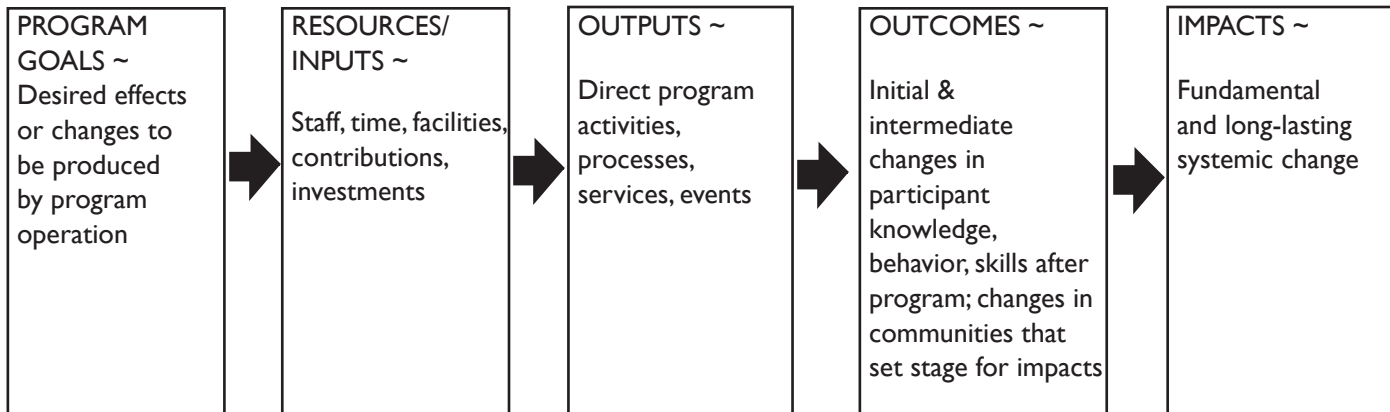 PROGRAM
GOALS ~
Desired effects
or changes to
be produced
by program
operation
RESOURCES/
INPUTS ~
Staff, time, facilities,
contributions,
investments
OUTPUTS ~
Direct program
activities,
processes,
services, events
OUTCOMES ~
Initial &
intermediate
changes in
participant
knowledge,
behavior, skills after
program; changes in
communities that
set stage for impacts
IMPACTS ~
Fundamental
and long-lasting
systemic change